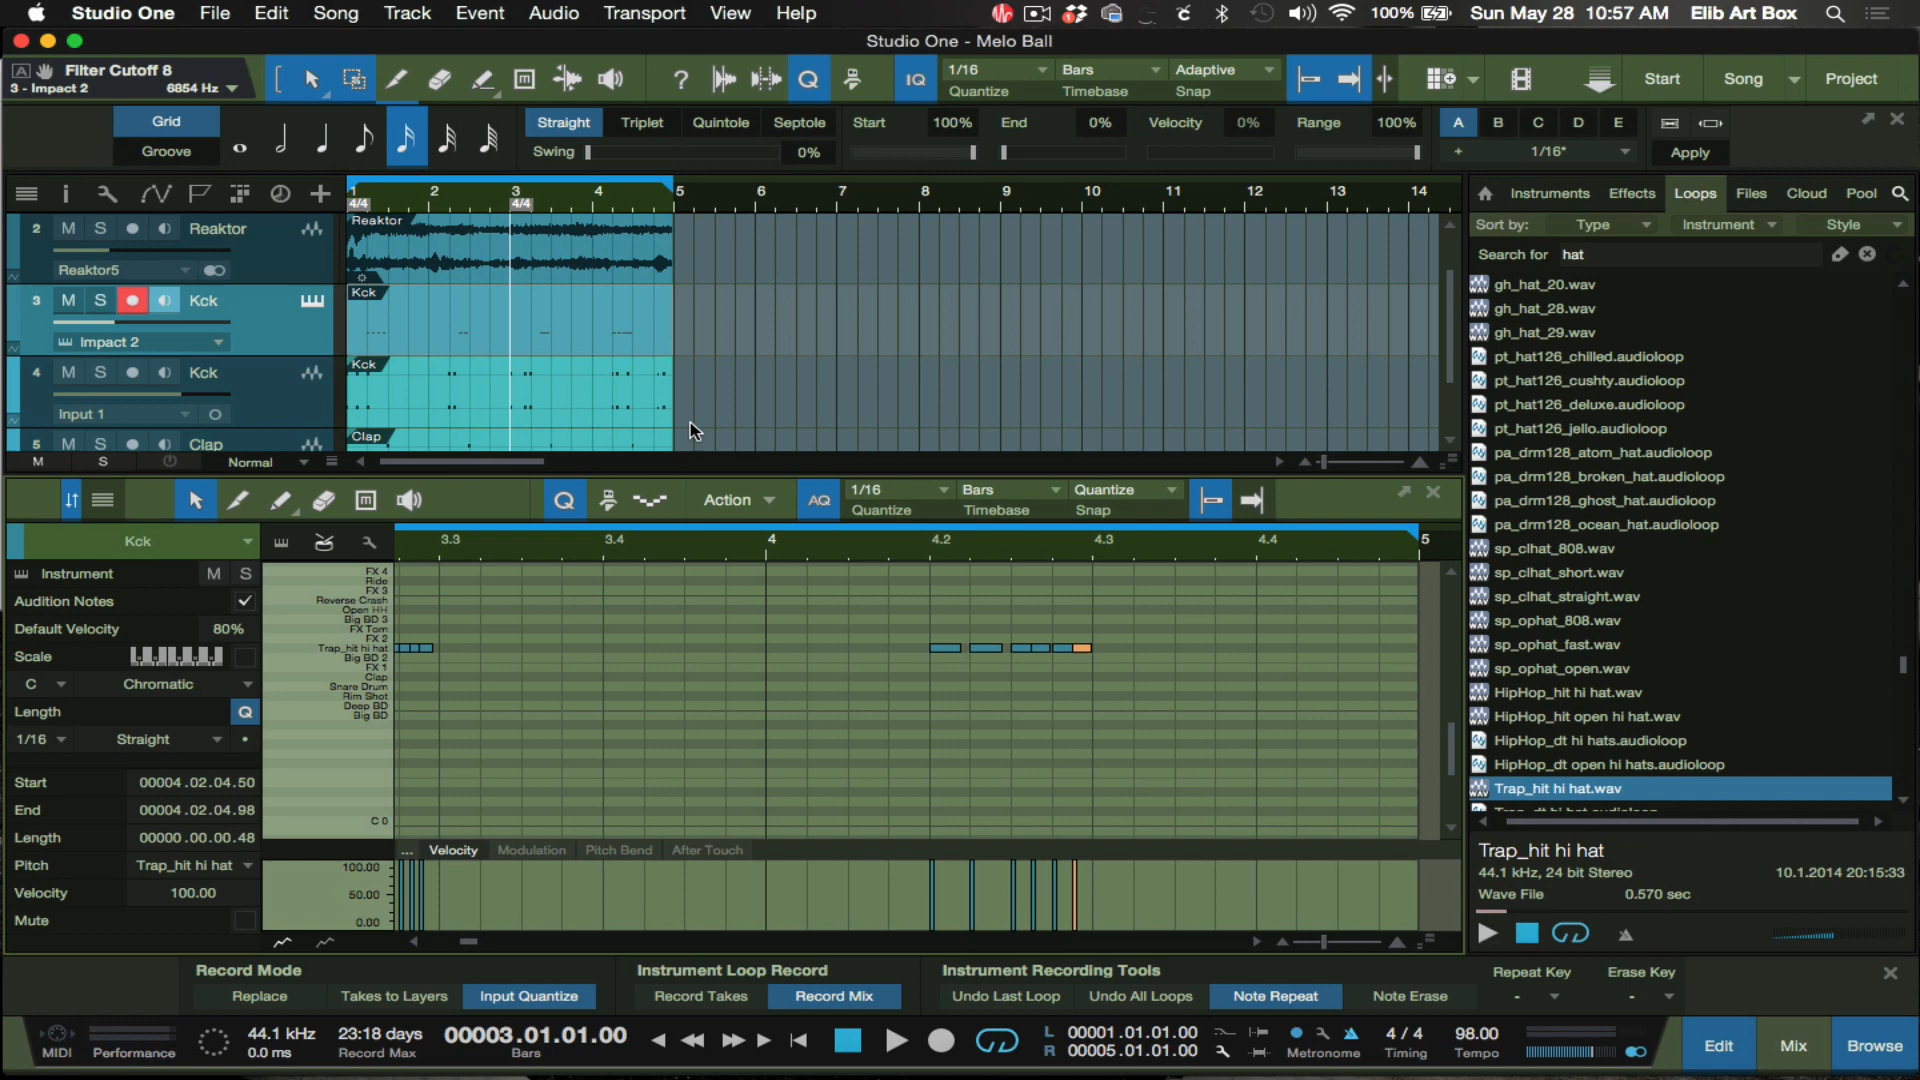 Studio One File Edit Song Track Event Audio Transport View Help 100% Sun May 28 10:57 AM Elib Art Box
Studio One - Melo Ball
A Filter Cutoff 8
3 - Impact 2 6854 Hz
? Q IQ
1/16 Bars Adaptive
Quantize Timebase Snap
Start Song Project
Grid
Groove
Straight Triplet Quintole Septole
Swing 0%
Start 100% End 0% Velocity 0% Range 100%
A B C D E
+ 1/16*
Apply
1 2 3 4 5 6 7 8 9 10 11 12 13 14
4/4 4/4
2 M S Reaktor
Reaktor5
Reaktor
3 M S Kck
Impact 2
Kck
4 M S Kck
Input 1
Kck
5 M S Clap
Clap
M S Normal
Instruments Effects Loops Files Cloud Pool
Sort by: Type Instrument Style
Search for hat
gh_hat_20.wav
gh_hat_28.wav
gh_hat_29.wav
pt_hat126_chilled.audioloop
pt_hat126_cushty.audioloop
pt_hat126_deluxe.audioloop
pt_hat126_jello.audioloop
pa_drm128_atom_hat.audioloop
pa_drm128_broken_hat.audioloop
pa_drm128_ghost_hat.audioloop
pa_drm128_ocean_hat.audioloop
sp_clhat_808.wav
sp_clhat_short.wav
sp_clhat_straight.wav
sp_ophat_808.wav
sp_ophat_fast.wav
sp_ophat_open.wav
HipHop_hit hi hat.wav
HipHop_hit open hi hat.wav
HipHop_dt hi hats.audioloop
HipHop_dt open hi hats.audioloop
Trap_hit hi hat.wav
Trap_hit hi hat
44.1 kHz, 24 bit Stereo 10.1.2014 20:15:33
Wave File 0.570 sec
Q Action AQ
1/16 Bars Quantize
Quantize Timebase Snap
Kck
3.3 3.4 4 4.2 4.3 4.4 5
Instrument M S
Audition Notes
Default Velocity 80%
Scale
C Chromatic
Length Q
1/16 Straight
Start 00004.02.04.50
End 00004.02.04.98
Length 00000.00.00.48
Pitch Trap_hit hi hat
Velocity 100.00
Mute
FX 4
Ride
FX 3
Reverse Crash
Open HH
Big BD 3
FX Tom
FX 2
Trap_hit hi hat
Big BD 2
FX 1
Clap
Snare Drum
Rim Shot
Deep BD
Big BD
C 0
... Velocity Modulation Pitch Bend After Touch
100.00
50.00
0.00
Record Mode
Replace Takes to Layers Input Quantize
Instrument Loop Record
Record Takes Record Mix
Instrument Recording Tools
Undo Last Loop Undo All Loops Note Repeat Note Erase
Repeat Key Erase Key
- -
MIDI Performance
44.1 kHz
0.0 ms
23:18 days
Record Max
00003.01.01.00
Bars
L 00001.01.01.00
R 00005.01.01.00
Metronome
4 / 4
Timing
98.00
Tempo
Edit Mix Browse